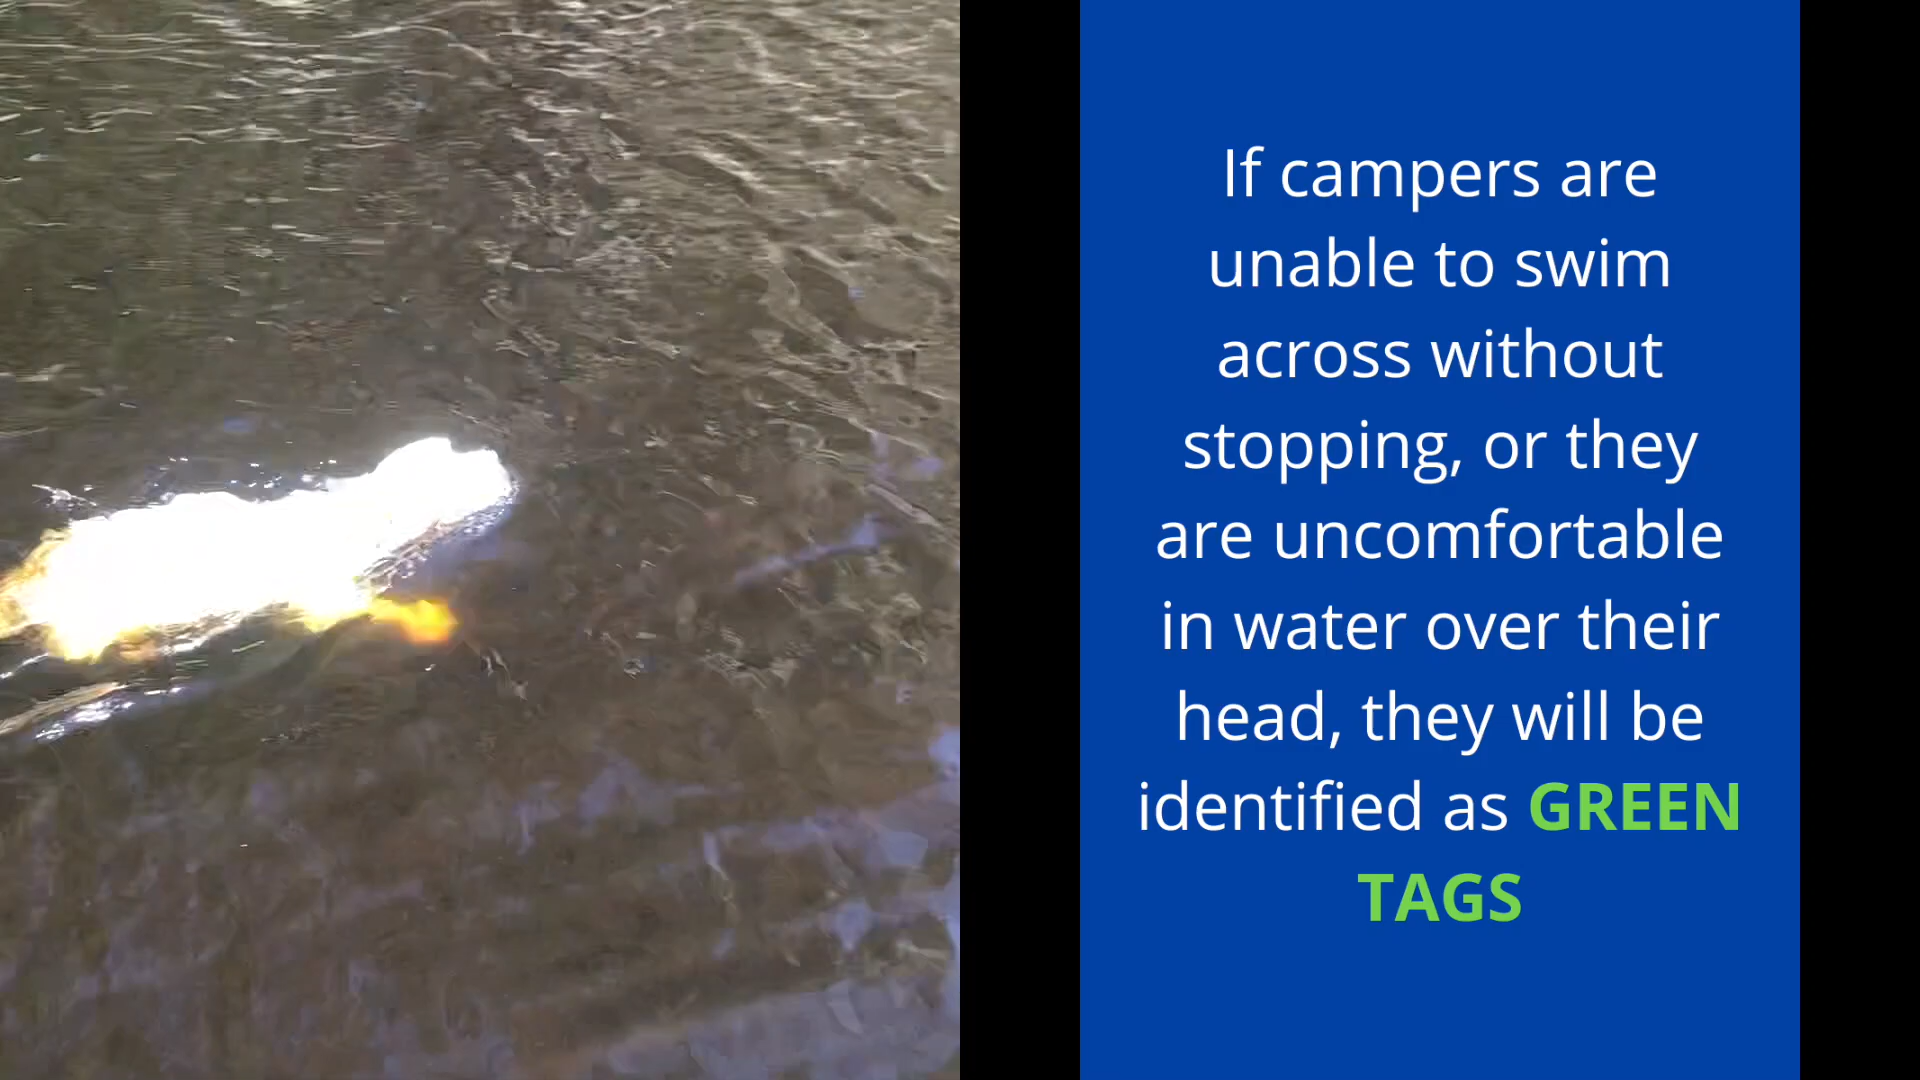 If campers are
unable to swim
across without
stopping, or they
are uncomfortable
in water over their
head, they will be
identified as GREEN
TAGS